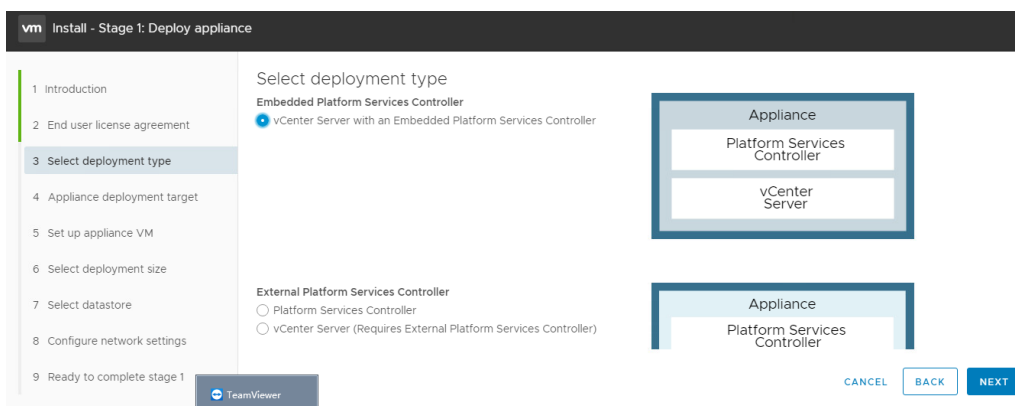 vm Install - Stage 1: Deploy appliance
1 Introduction
2 End user license agreement
3 Select deployment type
4 Appliance deployment target
5 Set up appliance VM
6 Select deployment size
7 Select datastore
8 Configure network settings
9 Ready to complete stage 1
Select deployment type
Embedded Platform Services Controller
vCenter Server with an Embedded Platform Services Controller
Appliance
Platform Services
Controller
vCenter
Server
External Platform Services Controller
Platform Services Controller
vCenter Server (Requires External Platform Services Controller)
Appliance
Platform Services
Controller
TeamViewer
CANCEL
BACK
NEXT